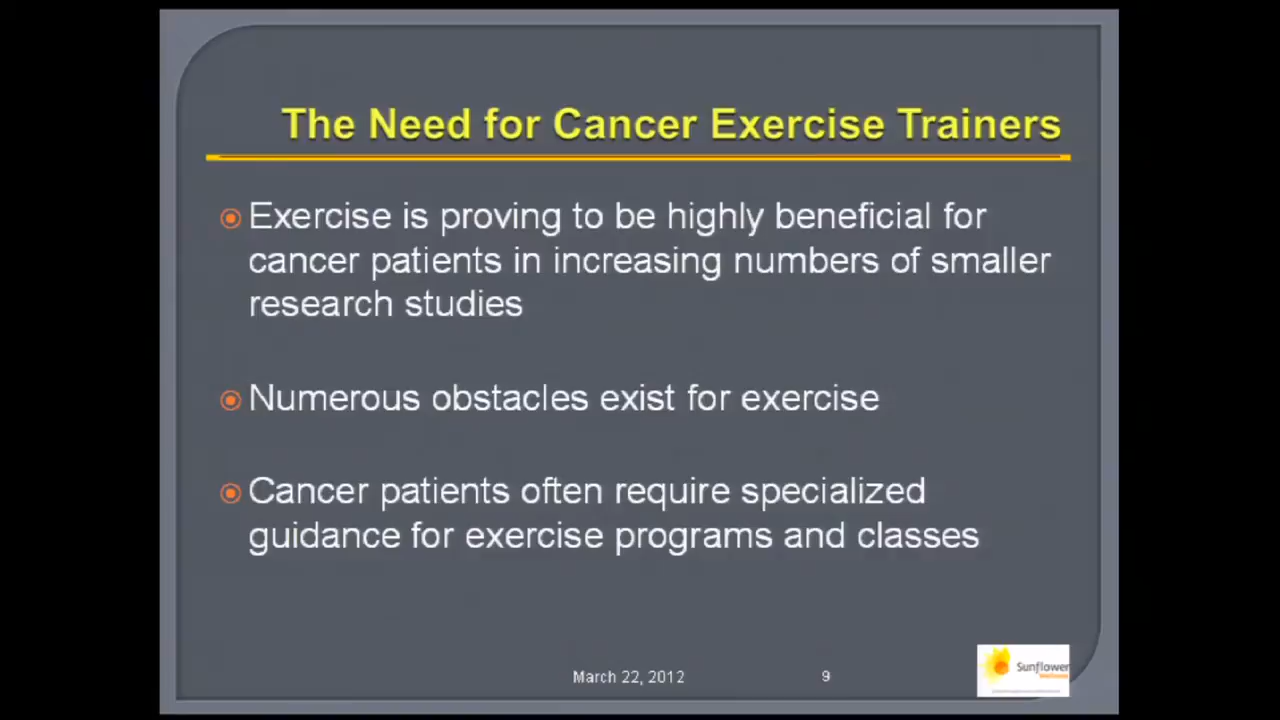 The Need for Cancer Exercise Trainers
Exercise is proving to be highly beneficial for
cancer patients in increasing numbers of smaller
research studies
Numerous obstacles exist for exercise
Cancer patients often require specialized
guidance for exercise programs and classes
March 22, 2012
9
Sunflower